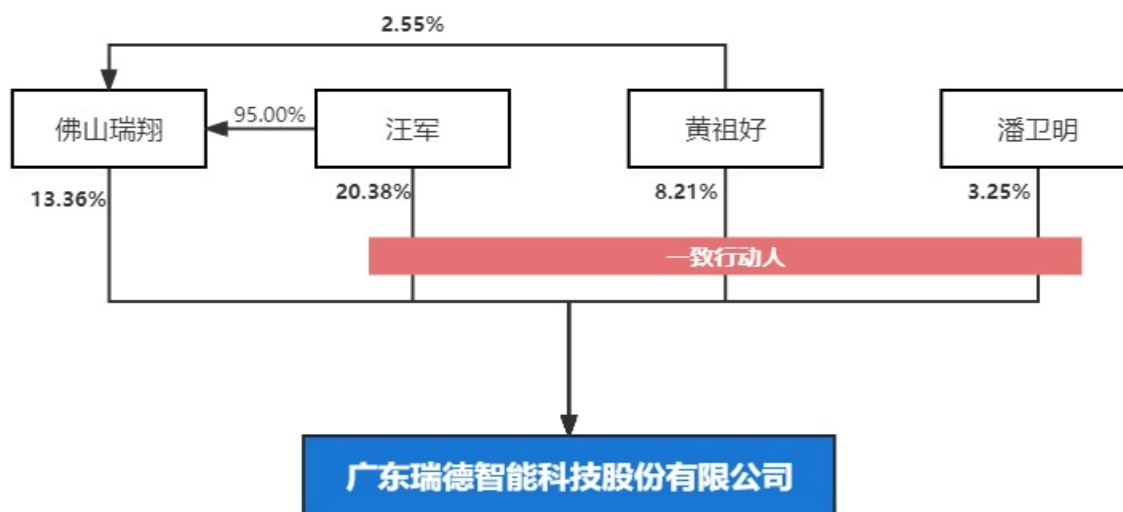 2.55%
佛山瑞翔
95.00%
汪军
黄祖好
潘卫明
13.36%
20.38%
8.21%
3.25%
一致行动人
广东瑞德智能科技股份有限公司